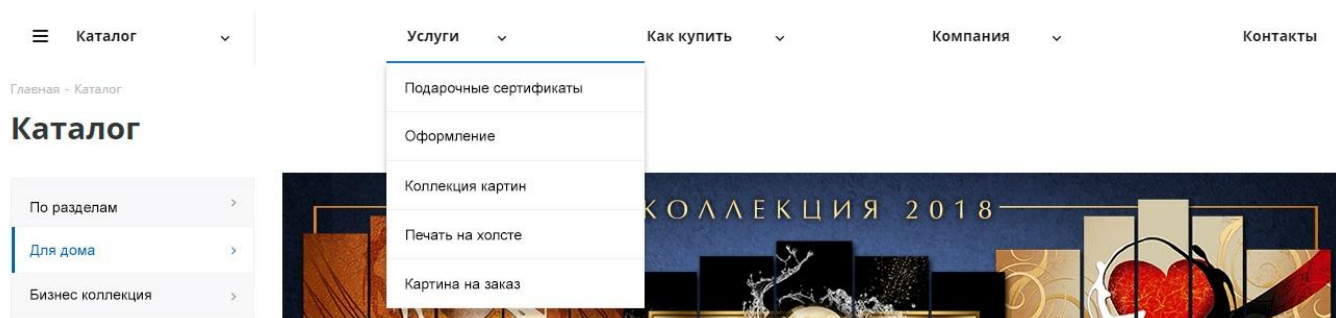 Каталог
Услуги
Как купить
Компания
Контакты
Главная - Каталог
Каталог
По разделам
Для дома
Бизнес коллекция
Подарочные сертификаты
Оформление
Коллекция картин
Печать на холсте
Картина на заказ
КОЛЛЕКЦИЯ 2018